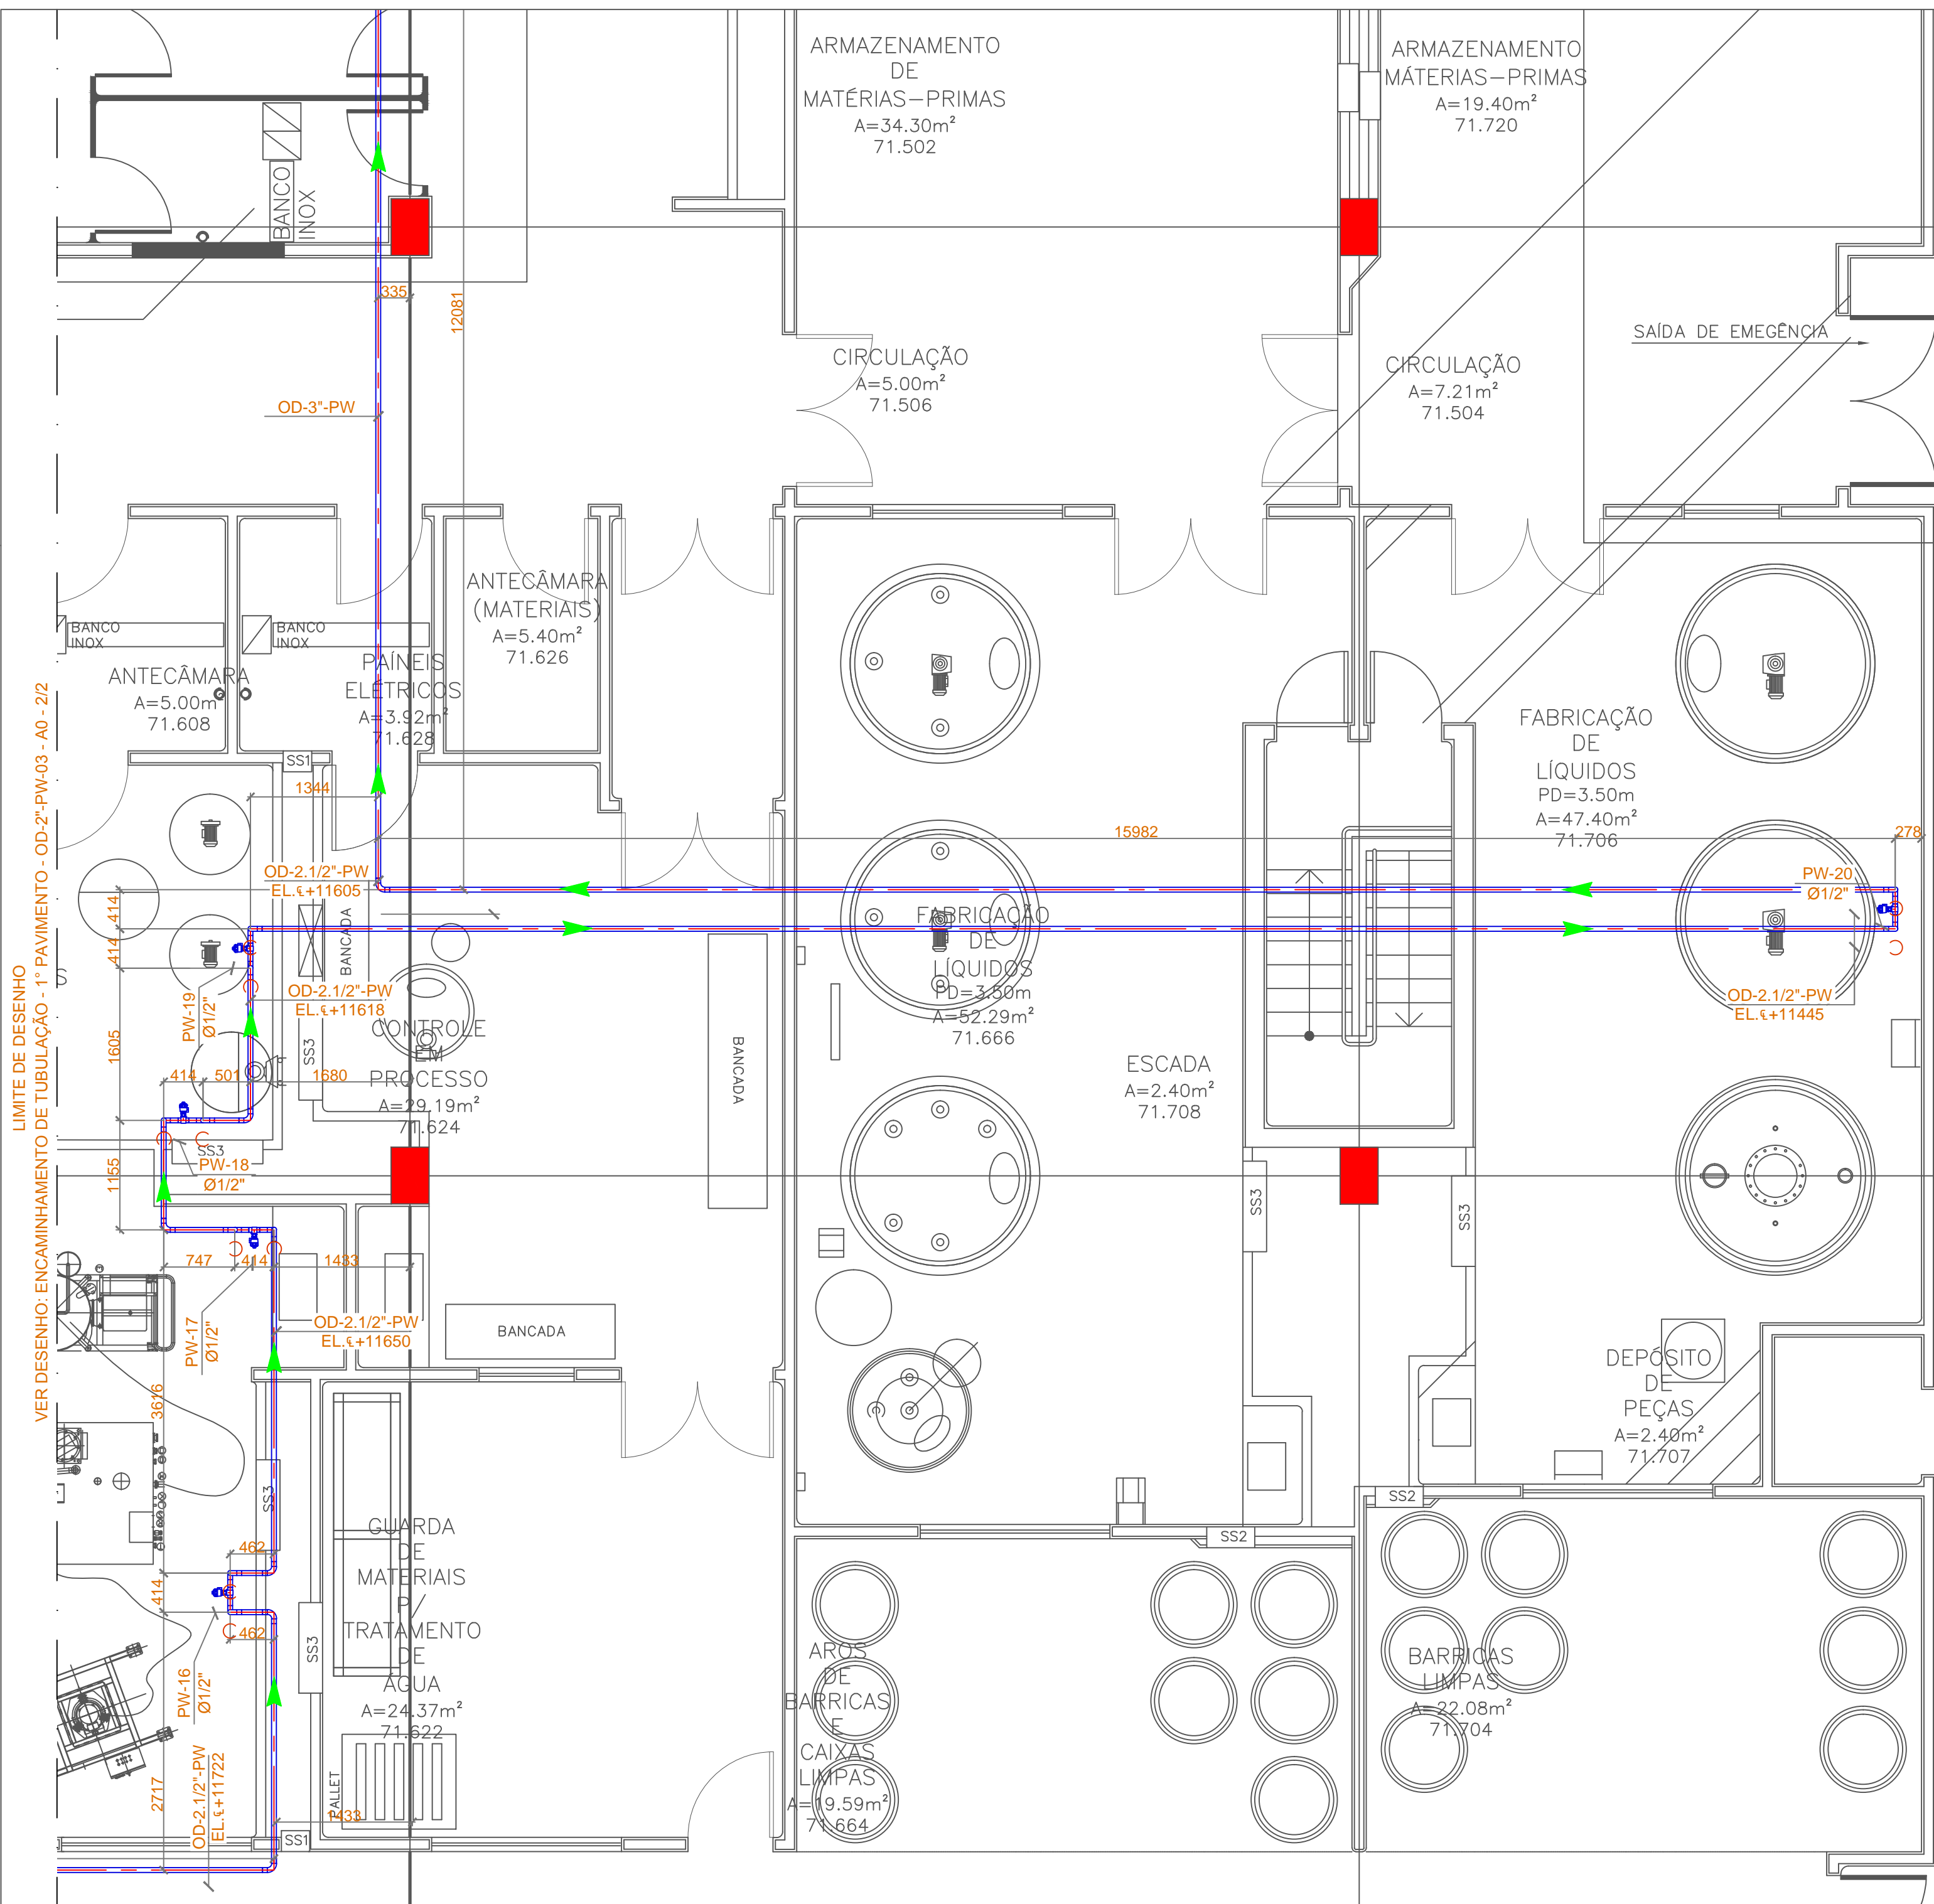 ARMAZENAMENTO
DE
MATÉRIAS-PRIMAS
A=34.30m²
71.502
ARMAZENAMENTO
MÁTERIAS-PRIMAS
A=19.40m²
71.720
BANCO
INOX
335
12081
SAÍDA DE EMEGÊNCIA
CIRCULAÇÃO
A=5.00m²
71.506
CIRCULAÇÃO
A=7.21m²
71.504
OD-3"-PW
ANTECÂMARA
(MATERIAIS)
A=5.40m²
71.626
BANCO
INOX
BANCO
INOX
PAÍNEIS
ELÉTRICOS
A=3.92m²
71.628
ANTECÂMARA
A=5.00m
71.608
FABRICAÇÃO
DE
LÍQUIDOS
PD=3.50m
A=47.40m²
71.706
SS1
1344
15982
278
OD-2.1/2"-PW
EL.℄+11605
PW-20
Ø1/2"
414
414
BANCADA
FABRICAÇÃO
DE
LÍQUIDOS
PD=3.50m
A=52.29m²
71.666
S
PW-19
Ø1/2"
OD-2.1/2"-PW
EL.℄+11618
OD-2.1/2"-PW
EL.℄+11445
CONTROLE
EM
PROCESSO
A=29.19m²
71.624
1605
SS3
BANCADA
ESCADA
A=2.40m²
71.708
414
501
1680
SS3
PW-18
Ø1/2"
1155
SS3
SS3
747
414
1433
PW-17
Ø1/2"
OD-2.1/2"-PW
EL.℄+11650
BANCADA
DEPÓSITO
DE
PEÇAS
A=2.40m²
71.707
3616
SS3
SS2
SS2
GUARDA
DE
MATERIAIS
P/
TRATAMENTO
DE
ÁGUA
A=24.37m²
71.622
462
414
462
SS3
PW-16
Ø1/2"
AROS
DE
BARRICAS
E
CAIXAS
LIMPAS
A=19.59m²
71.664
BARRICAS
LIMPAS
A=22.08m²
71.704
2717
OD-2.1/2"-PW
EL.℄+11722
PALLET
1433
SS1
LIMITE DE DESENHO
VER DESENHO: ENCAMINHAMENTO DE TUBULAÇÃO - 1° PAVIMENTO - OD-2"-PW-03 - A0 - 2/2